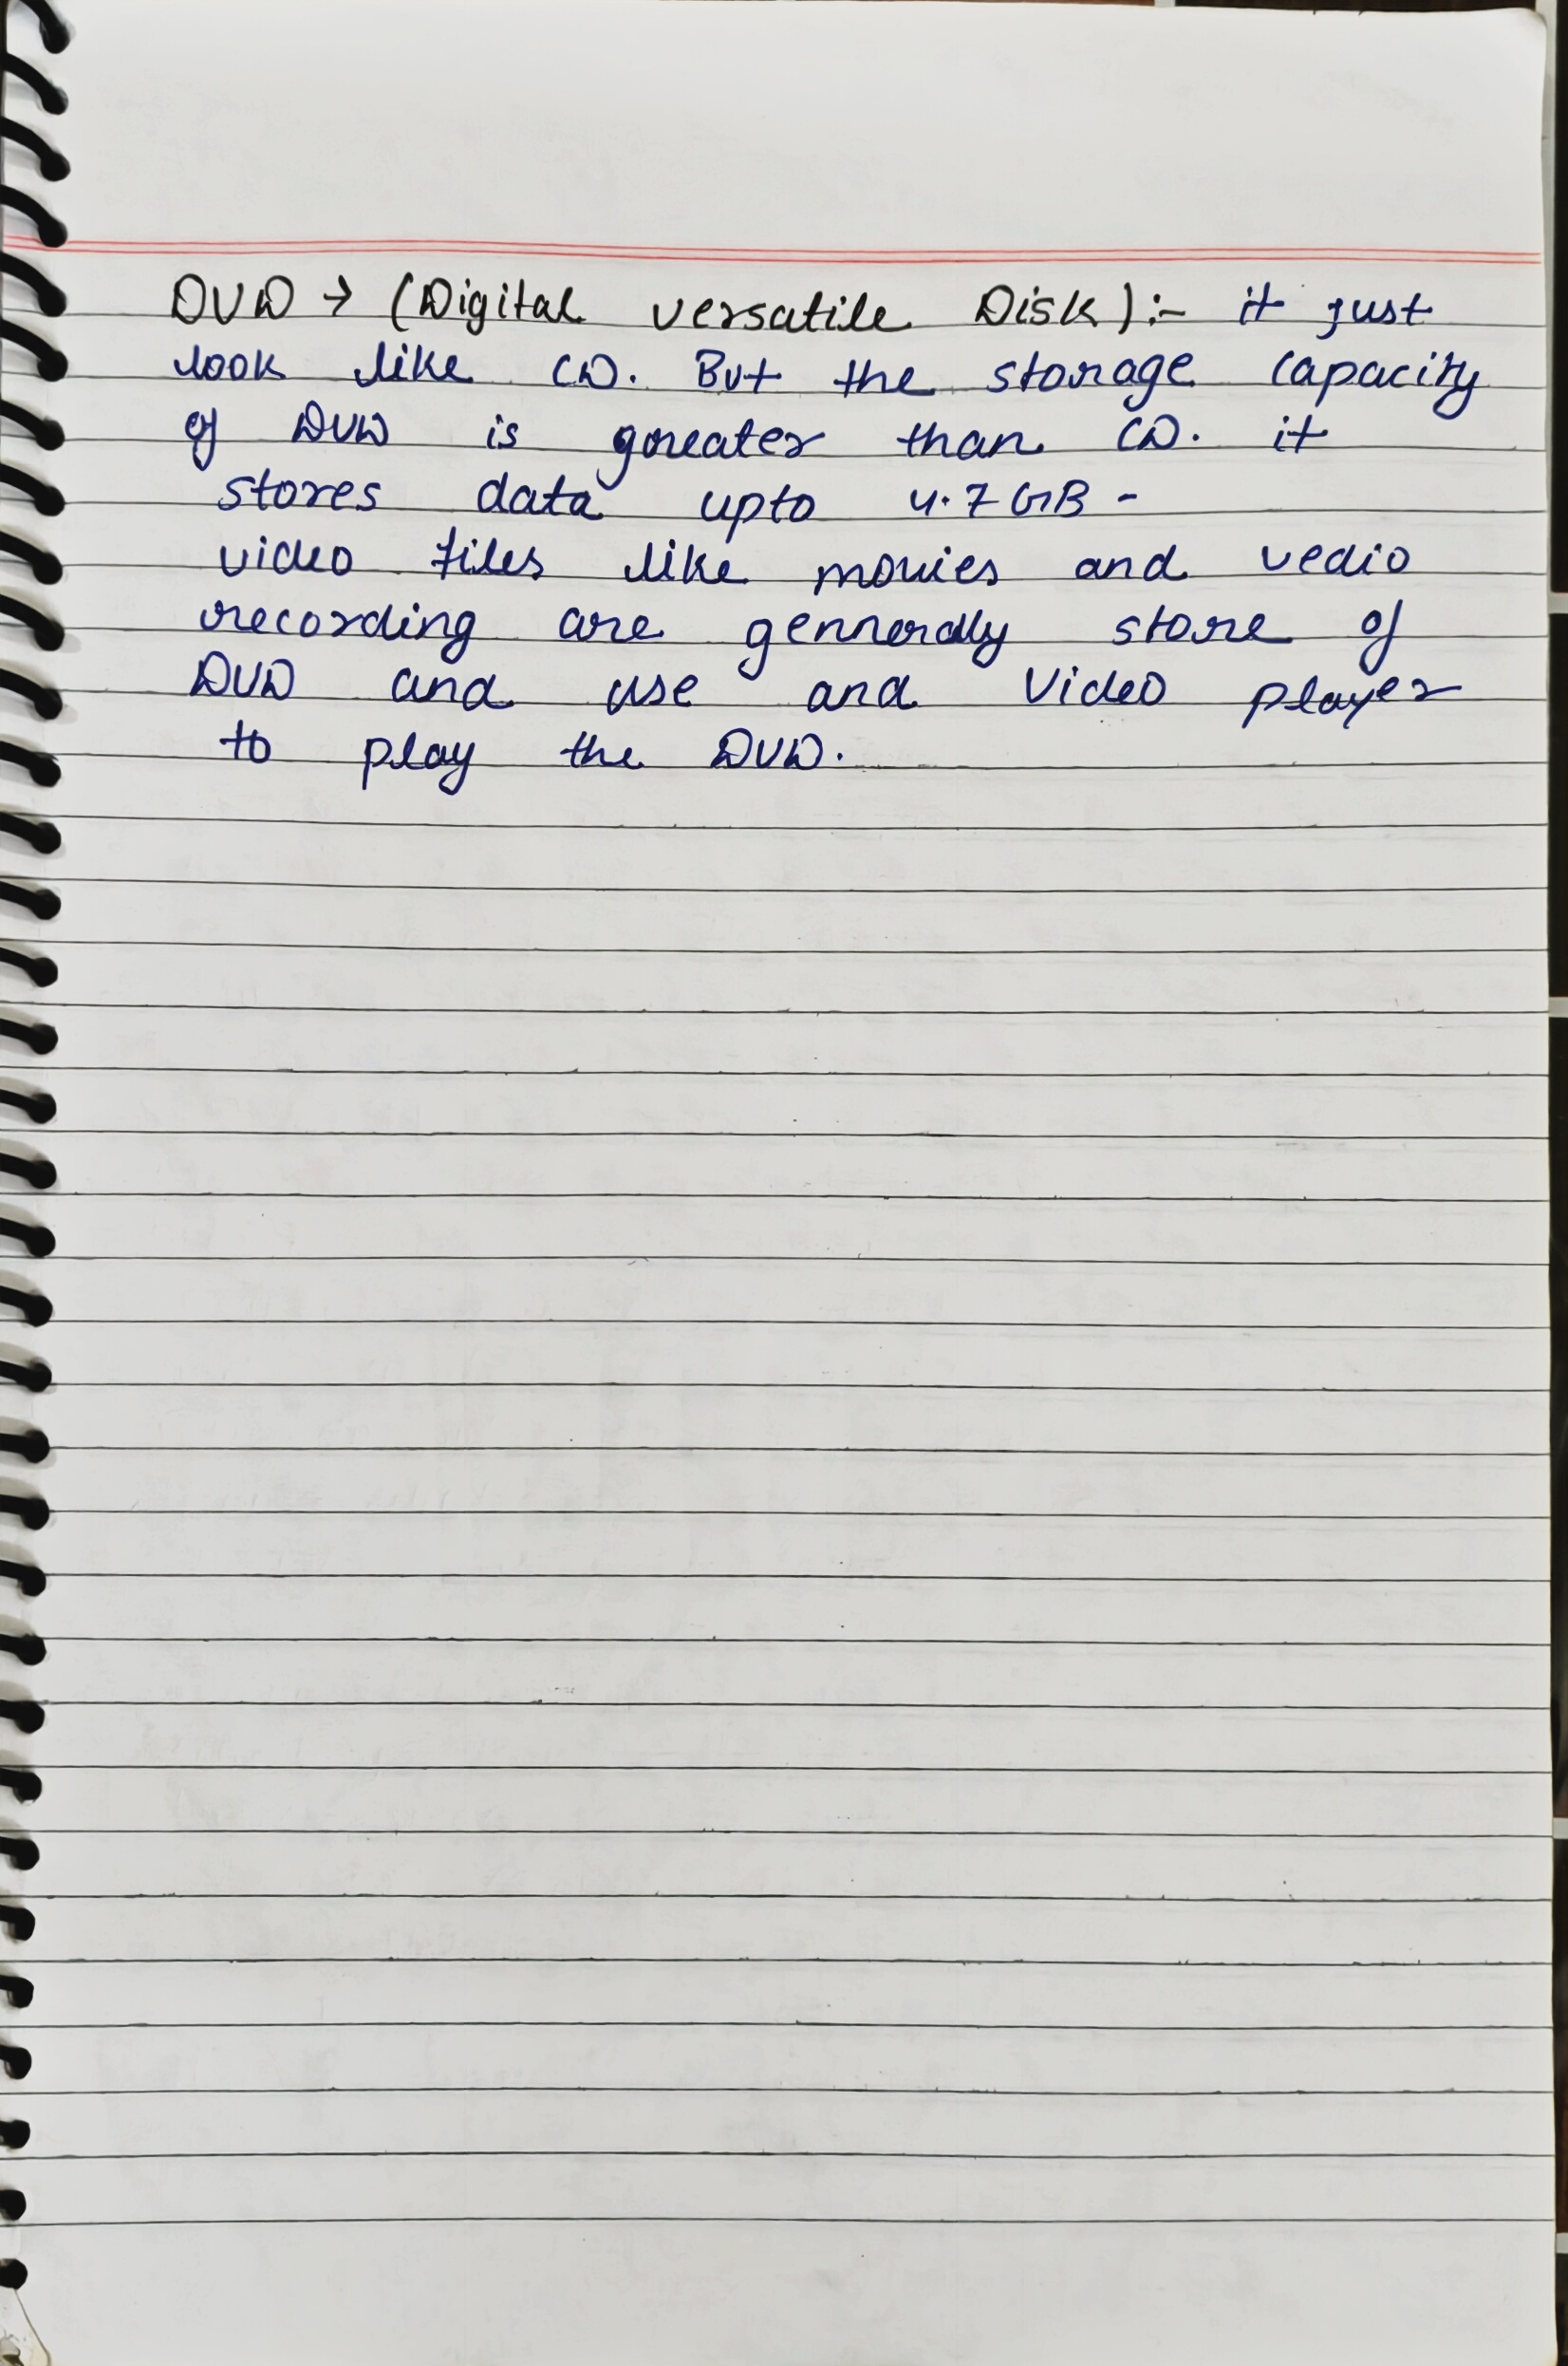 DVD → (Digital versatile Disk):- it just
look like CD. But the storage capacity
of DVD is greater than CD. it
stores data upto 4.7 GB -
video files like movies and vedio
recording are gennerally store of
DVD and use and Video player
to play the DVD.